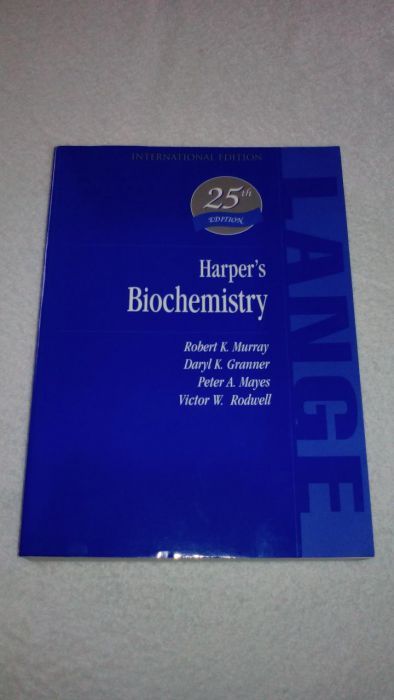 INTERNATIONAL EDITION
25th
EDITION
Harper's
Biochemistry
Robert K. Murray
Daryl K. Granner
Peter A. Mayes
Victor W. Rodwell
LANGE